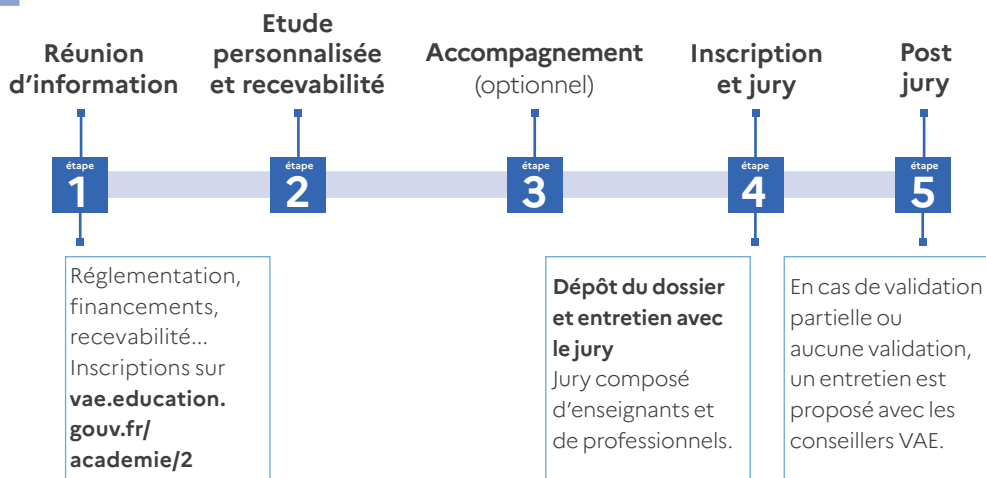 Réunion
d'information
Etude
personnalisée
et recevabilité
Accompagnement
(optionnel)
Inscription
et jury
Post
jury
étape
1
étape
2
étape
3
étape
4
étape
5
Réglementation,
financements,
recevabilité...
Inscriptions sur
vae.education.
gouv.fr/
academie/2
Dépôt du dossier
et entretien avec
le jury
Jury composé
d'enseignants et
de professionnels.
En cas de validation
partielle ou
aucune validation,
un entretien est
proposé avec les
conseillers VAE.